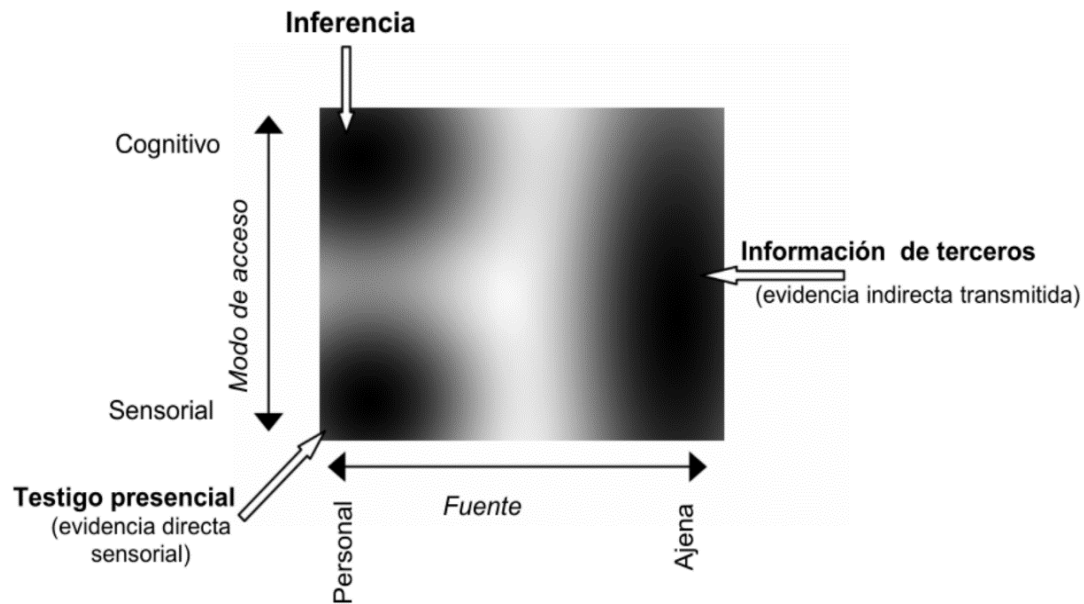 Inferencia
Cognitivo
Modo de acceso
Información de terceros
(evidencia indirecta transmitida)
Sensorial
Testigo presencial
(evidencia directa
sensorial)
Fuente
Personal
Ajena